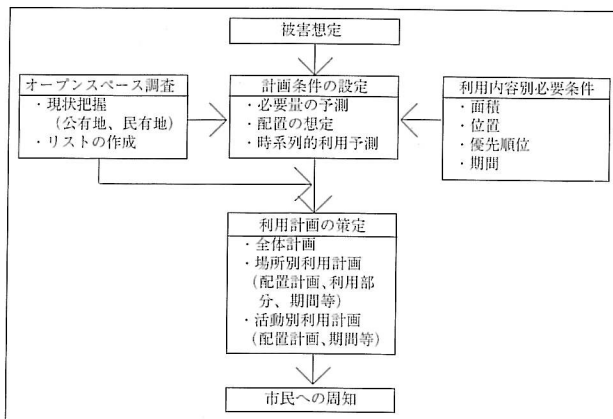 被害想定
オープンスペース調査
・現状把握
(公有地、民有地)
・リストの作成
計画条件の設定
・必要量の予測
・配置の想定
・時系列的利用予測
利用内容別必要条件
・面積
・位置
・優先順位
・期間
利用計画の策定
・全体計画
・場所別利用計画
(配置計画、利用部
分、期間等)
・活動別利用計画
(配置計画、期間等)
市民への周知